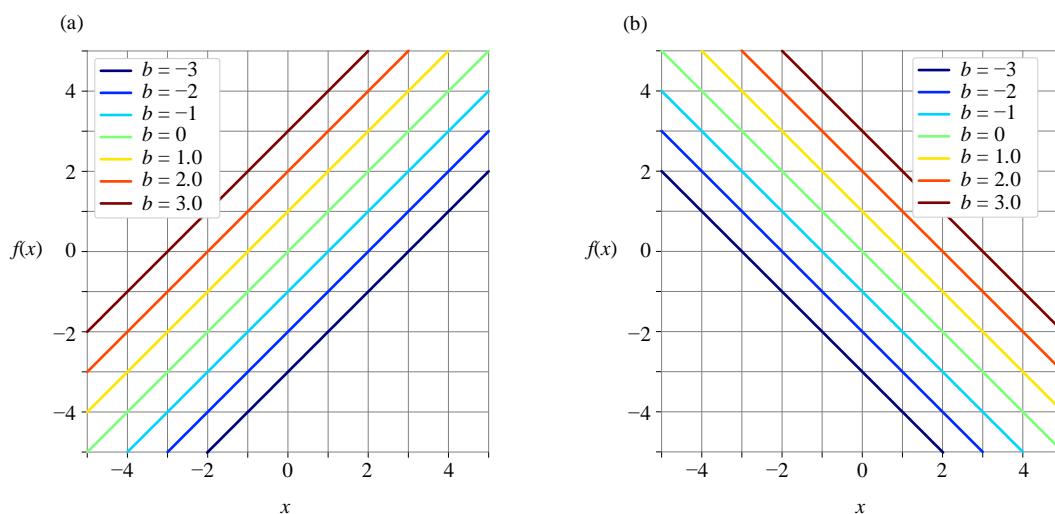 (a)
b = −3
b = −2
b = −1
b = 0
b = 1.0
b = 2.0
b = 3.0
4
2
0
−2
−4
f(x)
−4
−2
0
2
4
x
(b)
b = −3
b = −2
b = −1
b = 0
b = 1.0
b = 2.0
b = 3.0
4
2
0
−2
−4
f(x)
−4
−2
0
2
4
x